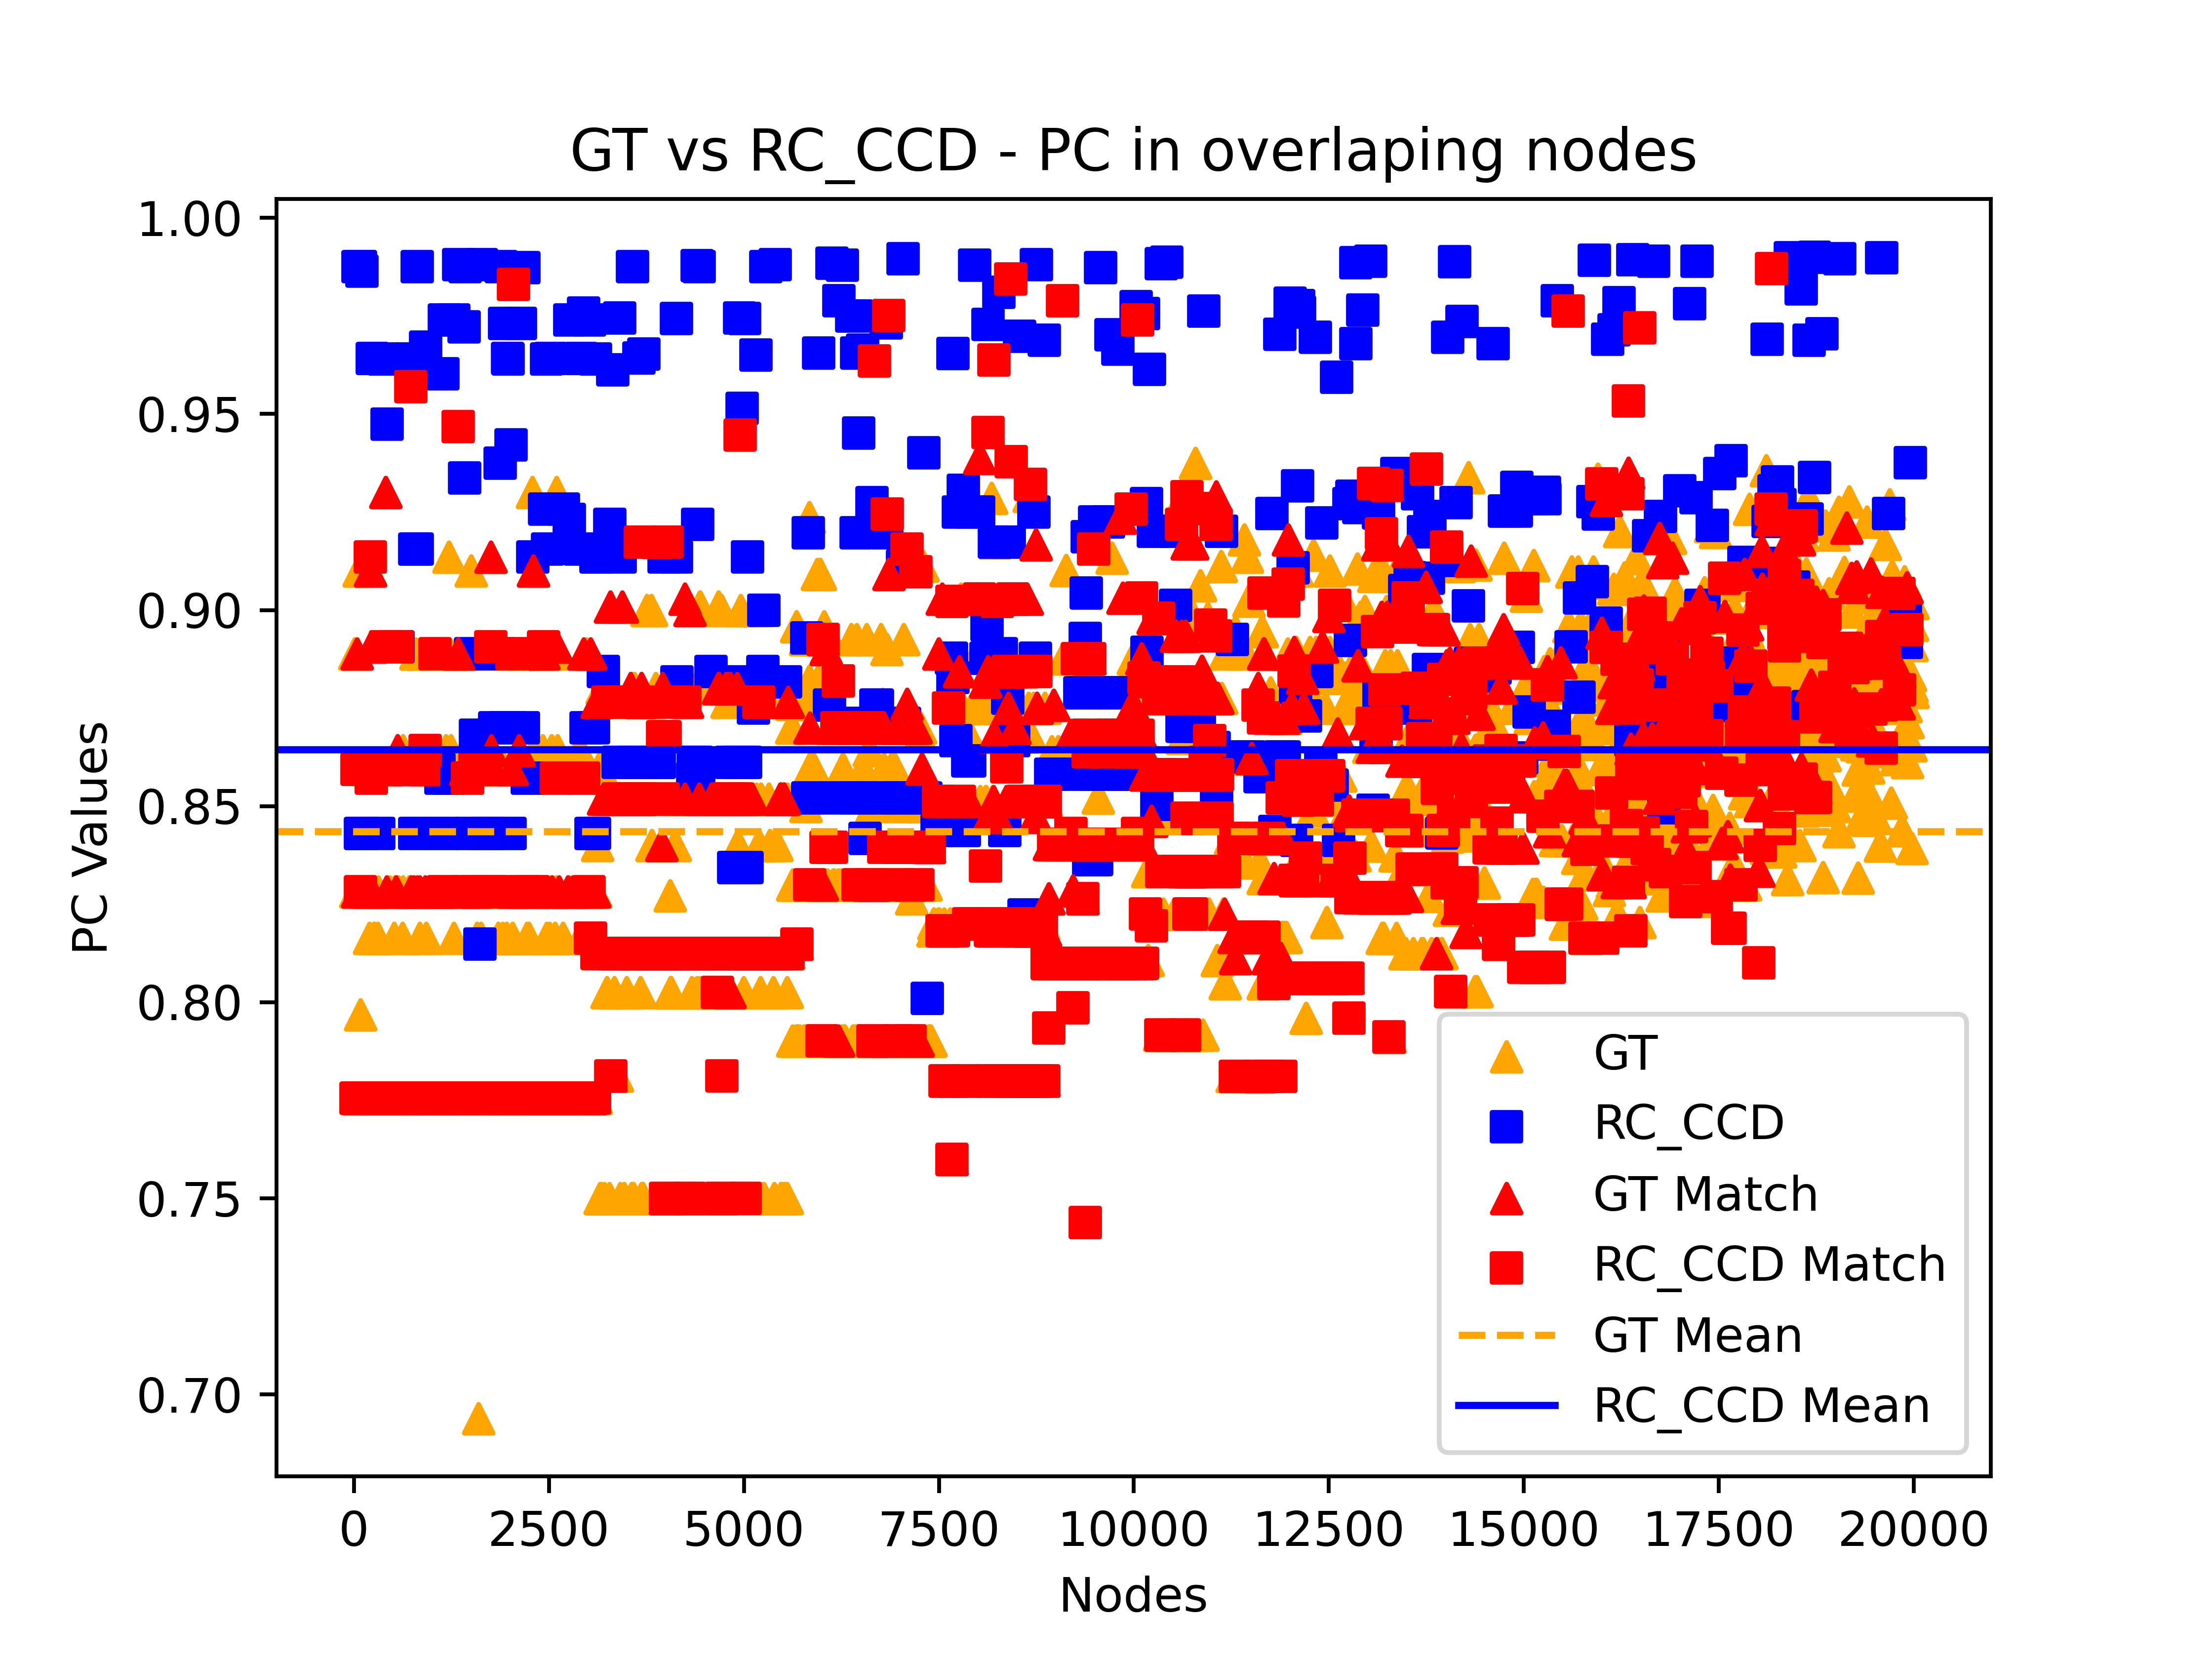 GT vs RC_CCD - PC in overlaping nodes
1.00
0.95
0.90
0.85
0.80
0.75
0.70
PC Values
0 2500 5000 7500 10000 12500 15000 17500 20000
Nodes
GT
RC_CCD
GT Match
RC_CCD Match
GT Mean
RC_CCD Mean